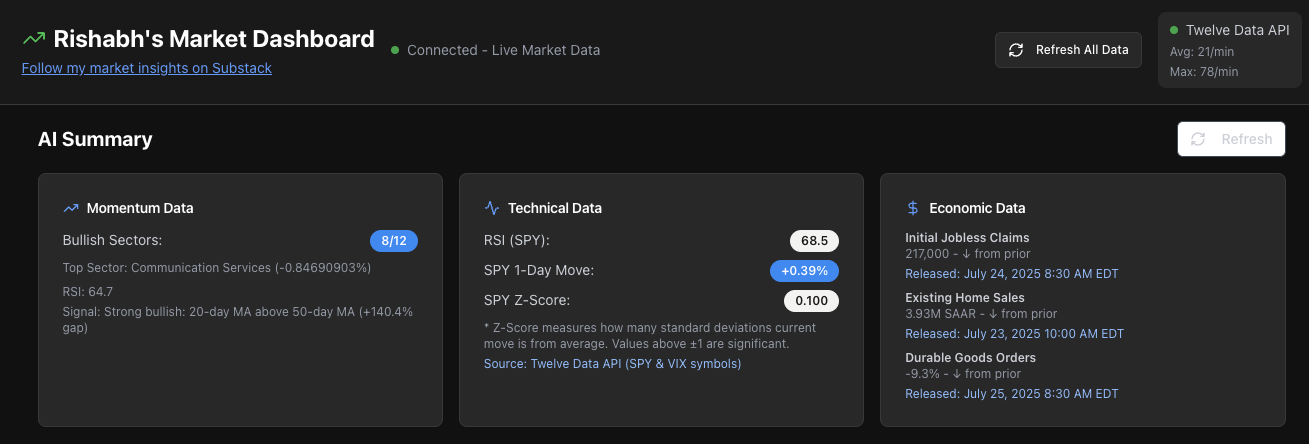 Rishabh's Market Dashboard
Connected - Live Market Data
Follow my market insights on Substack
Refresh All Data
Twelve Data API
Avg: 21/min
Max: 78/min
AI Summary
Refresh
Momentum Data
Bullish Sectors: 8/12
Top Sector: Communication Services (-0.84690903%)
RSI: 64.7
Signal: Strong bullish: 20-day MA above 50-day MA (+140.4%
gap)
Technical Data
RSI (SPY): 68.5
SPY 1-Day Move: +0.39%
SPY Z-Score: 0.100
* Z-Score measures how many standard deviations current
move is from average. Values above ±1 are significant.
Source: Twelve Data API (SPY & VIX symbols)
Economic Data
Initial Jobless Claims
217,000 - ↓ from prior
Released: July 24, 2025 8:30 AM EDT
Existing Home Sales
3.93M SAAR - ↓ from prior
Released: July 23, 2025 10:00 AM EDT
Durable Goods Orders
-9.3% - ↓ from prior
Released: July 25, 2025 8:30 AM EDT